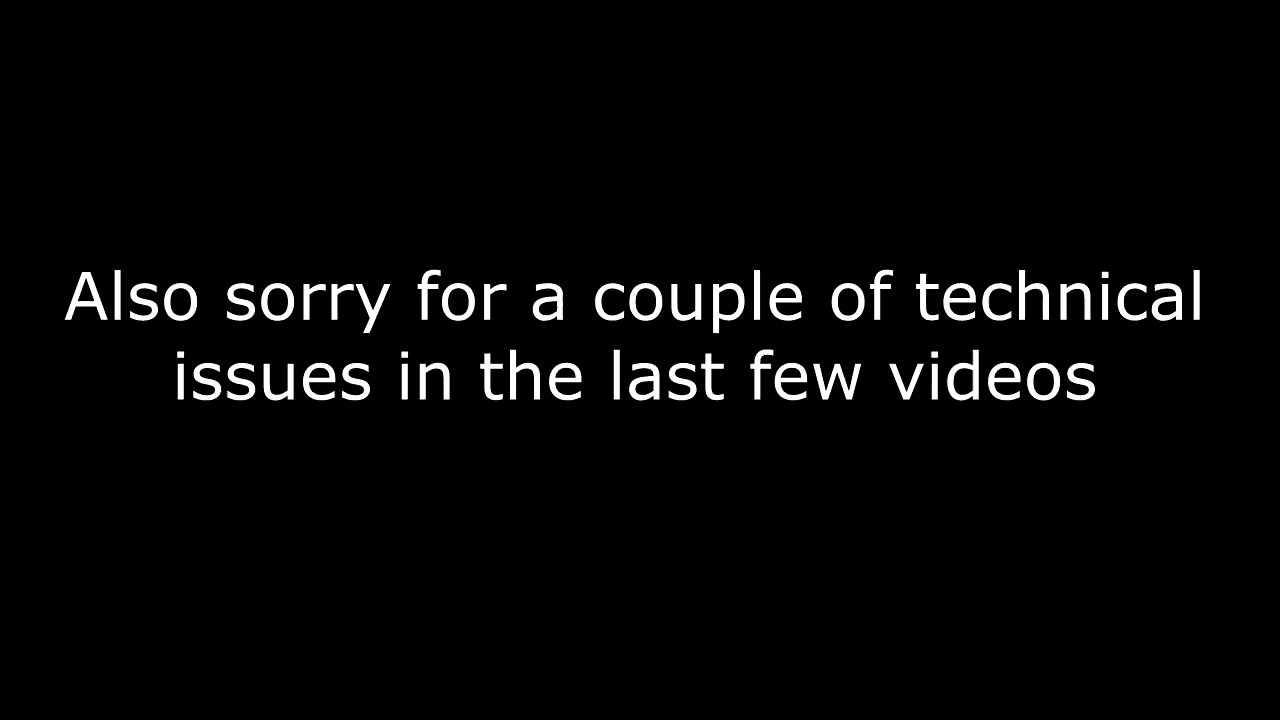 Also sorry for a couple of technical
issues in the last few videos